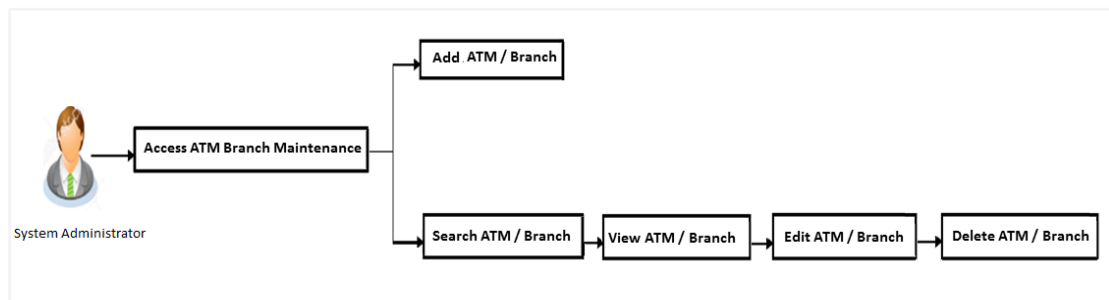 Add ATM / Branch
Access ATM Branch Maintenance
System Administrator
Search ATM / Branch
View ATM / Branch
Edit ATM / Branch
Delete ATM / Branch